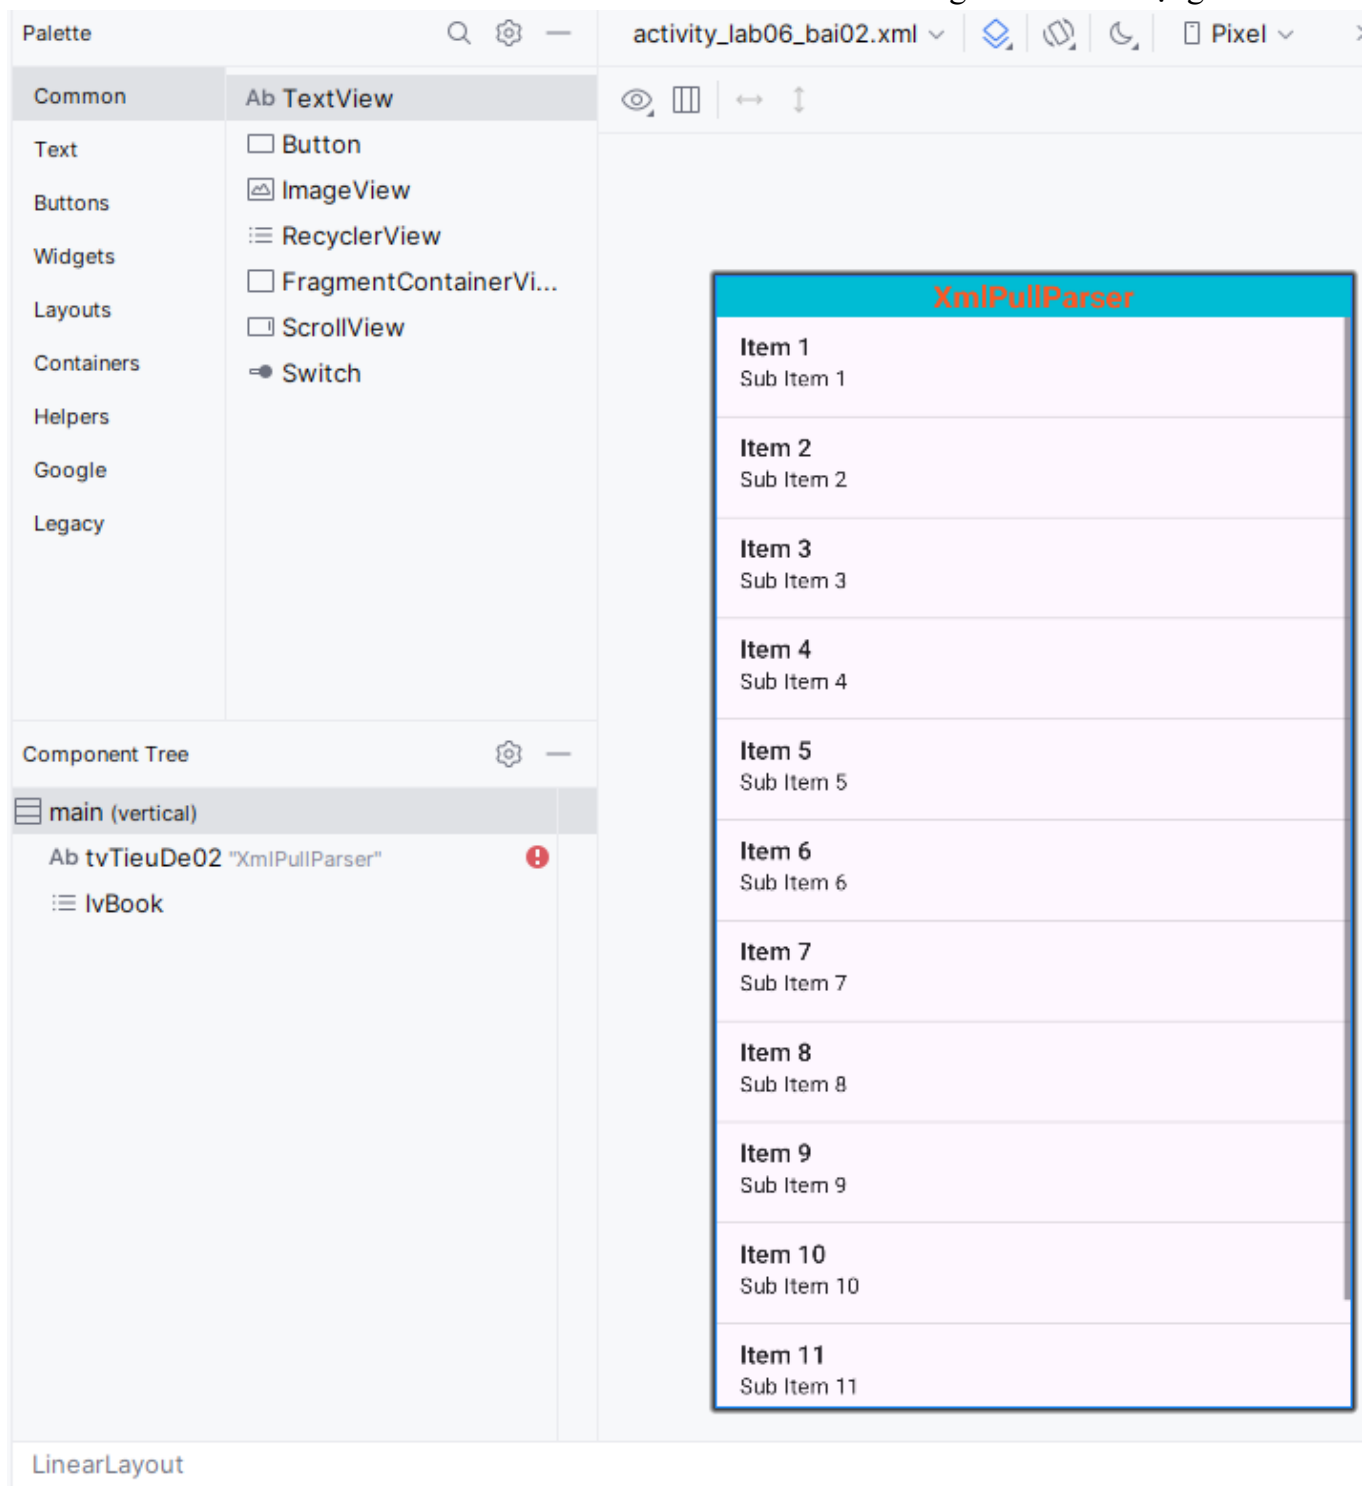 Palette
activity_lab06_bai02.xml
Pixel
Common
Text
Buttons
Widgets
Layouts
Containers
Helpers
Google
Legacy
Ab TextView
Button
ImageView
RecyclerView
FragmentContainerVi...
ScrollView
Switch
Component Tree
main (vertical)
Ab tvTieuDe02 "XmlPullParser"
lvBook
XmlPullParser
Item 1
Sub Item 1
Item 2
Sub Item 2
Item 3
Sub Item 3
Item 4
Sub Item 4
Item 5
Sub Item 5
Item 6
Sub Item 6
Item 7
Sub Item 7
Item 8
Sub Item 8
Item 9
Sub Item 9
Item 10
Sub Item 10
Item 11
Sub Item 11
LinearLayout